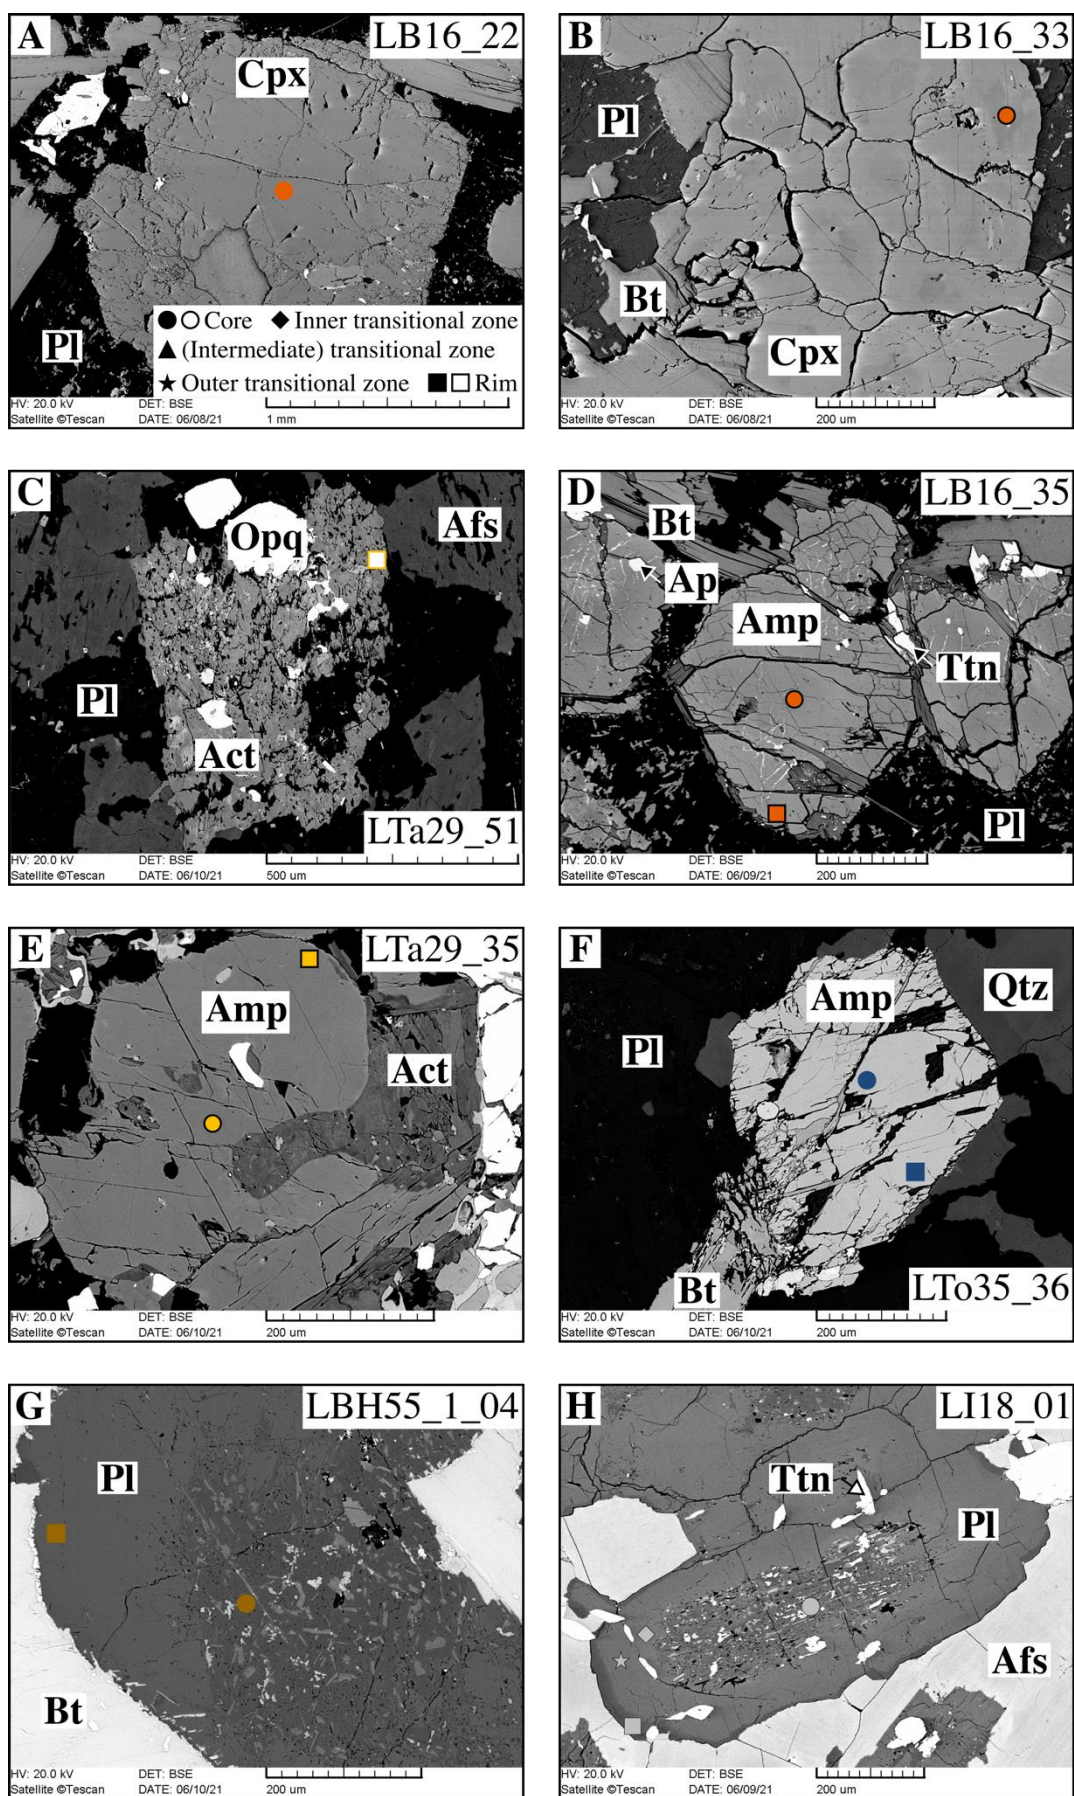 A
LB16_22
Cpx
Pl
●○ Core ◆ Inner transitional zone
▲ (Intermediate) transitional zone
★ Outer transitional zone ■□ Rim
HV: 20.0 kV DET: BSE
Satellite ©Tescan DATE: 06/08/21 1 mm
B
LB16_33
Pl
Bt
Cpx
HV: 20.0 kV DET: BSE
Satellite ©Tescan DATE: 06/08/21 200 um
C
Opq
Afs
Pl
Act
LTa29_51
HV: 20.0 kV DET: BSE
Satellite ©Tescan DATE: 06/10/21 500 um
D
LB16_35
Bt
Ap
Amp
Ttn
Pl
HV: 20.0 kV DET: BSE
Satellite ©Tescan DATE: 06/09/21 200 um
E
LTa29_35
Amp
Act
HV: 20.0 kV DET: BSE
Satellite ©Tescan DATE: 06/10/21 200 um
F
Amp
Qtz
Pl
Bt
LTo35_36
HV: 20.0 kV DET: BSE
Satellite ©Tescan DATE: 06/10/21 200 um
G
LBH55_1_04
Pl
Bt
HV: 20.0 kV DET: BSE
Satellite ©Tescan DATE: 06/10/21 200 um
H
LI18_01
Ttn
Pl
Afs
HV: 20.0 kV DET: BSE
Satellite ©Tescan DATE: 06/09/21 200 um